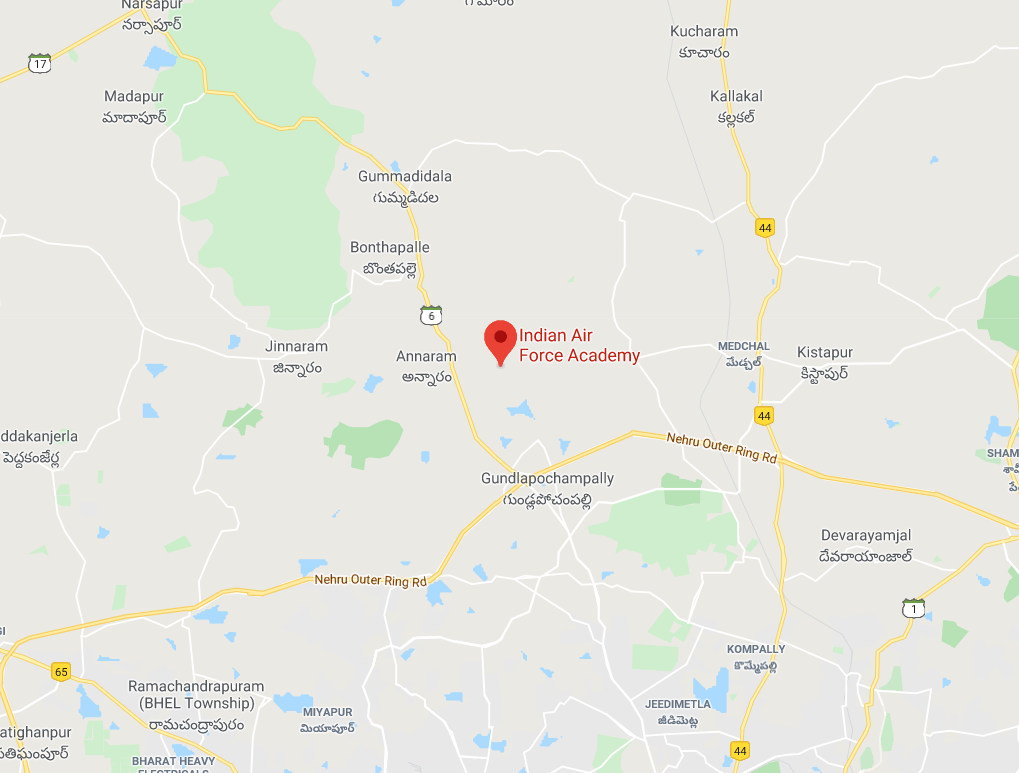 Narsapur
నర్సాపూర్
17
Madapur
మాదాపూర్
Kucharam
కూచారం
Kallakal
కల్లకల్
Gummadidala
గుమ్మడిదల
44
Bonthapalle
బొంతపల్లె
6
Indian Air
Force Academy
Jinnaram
జిన్నారం
Annaram
అన్నారం
MEDCHAL
మేడ్చల్
Kistapur
కిస్టాపుర్
44
ddakanjerla
పెద్దకంజేర్ల
Nehru Outer Ring Rd
SHAM
Gundlapochampally
గుండ్లపోచంపల్లి
Devarayamjal
దేవరాయాంజాల్
Nehru Outer Ring Rd
1
GI
65
KOMPALLY
కొమ్పేపల్లి
Ramachandrapuram
(BHEL Township)
రామచంద్రాపురం
MIYAPUR
మియాపూర్
JEEDIMETLA
జీడిమెట్ల
atighanpur
తిఘంపూర్
BHARAT HEAVY
ELECTRICALS
44